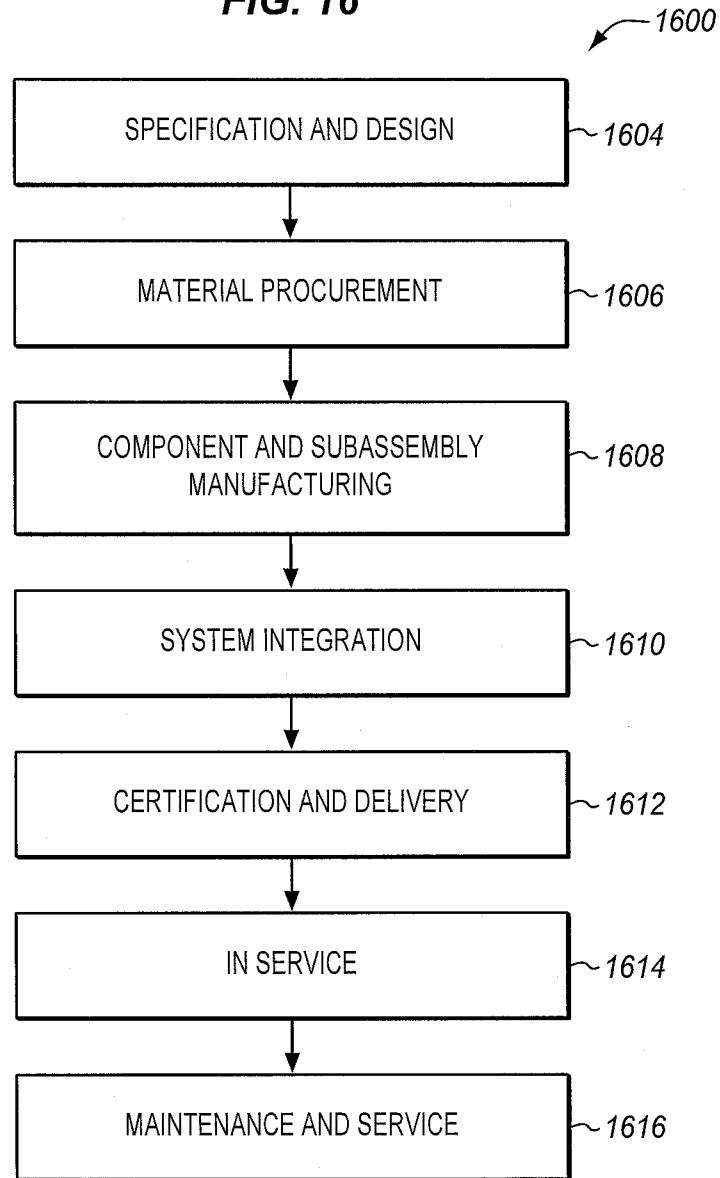 FIG. 16
1600
SPECIFICATION AND DESIGN
1604
MATERIAL PROCUREMENT
1606
COMPONENT AND SUBASSEMBLY
MANUFACTURING
1608
SYSTEM INTEGRATION
1610
CERTIFICATION AND DELIVERY
1612
IN SERVICE
1614
MAINTENANCE AND SERVICE
1616